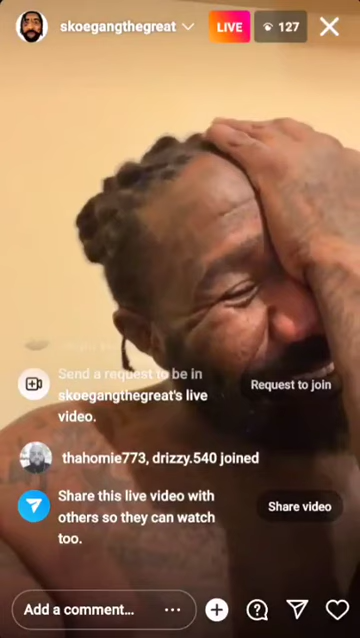 skoegangthegreat
LIVE
127
Send a request to be in
skoegangthegreat's live
video.
Request to join
thahomie773, drizzy.540 joined
Share this live video with
others so they can watch
too.
Share video
Add a comment...